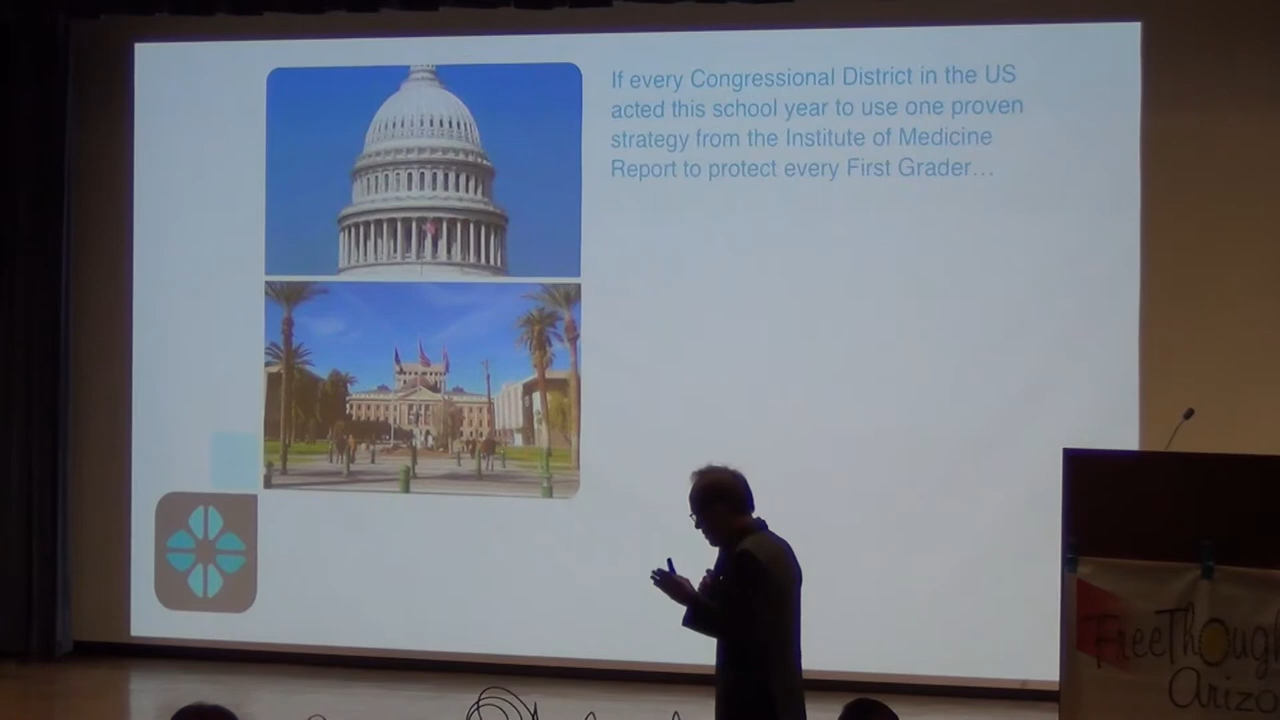 If every Congressional District in the US
acted this school year to use one proven
strategy from the Institute of Medicine
Report to protect every First Grader…
FreeThoug
Arizo